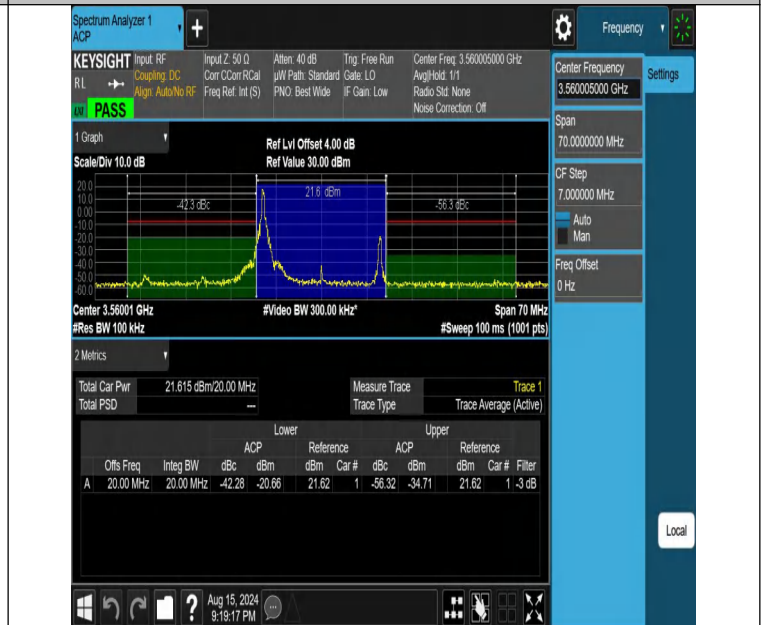 Spectrum Analyzer 1
ACP
+
Frequency
KEYSIGHT
RL
PASS
Input: RF
Coupling: DC
Align: Auto/No RF
Input Z: 50 Ω
Corr CCorr RCal
Freq Ref: Int (S)
Atten: 40 dB
µW Path: Standard
PNO: Best Wide
Trig: Free Run
Gate: LO
IF Gain: Low
Center Freq: 3.560005000 GHz
Avg|Hold: 1/1
Radio Std: None
Noise Correction: Off
Center Frequency
3.560005000 GHz
Settings
Span
70.0000000 MHz
CF Step
7.000000 MHz
Auto
Man
Freq Offset
0 Hz
Local
1 Graph
Scale/Div 10.0 dB
Ref Lvl Offset 4.00 dB
Ref Value 30.00 dBm
20.0
10.0
0.00
-10.0
-20.0
-30.0
-40.0
-50.0
-60.0
-42.3 dBc
21.6 dBm
-56.3 dBc
Center 3.56001 GHz
#Video BW 300.00 kHz*
Span 70 MHz
#Res BW 100 kHz
#Sweep 100 ms (1001 pts)
2 Metrics
Total Car Pwr 21.615 dBm/20.00 MHz
Total PSD ---
Measure Trace Trace 1
Trace Type Trace Average (Active)
Lower Upper
ACP Reference ACP Reference
Offs Freq Integ BW dBc dBm dBm Car # dBc dBm dBm Car # Filter
A 20.00 MHz 20.00 MHz -42.28 -20.66 21.62 1 -56.32 -34.71 21.62 1 -3 dB
?
Aug 15, 2024
9:19:17 PM